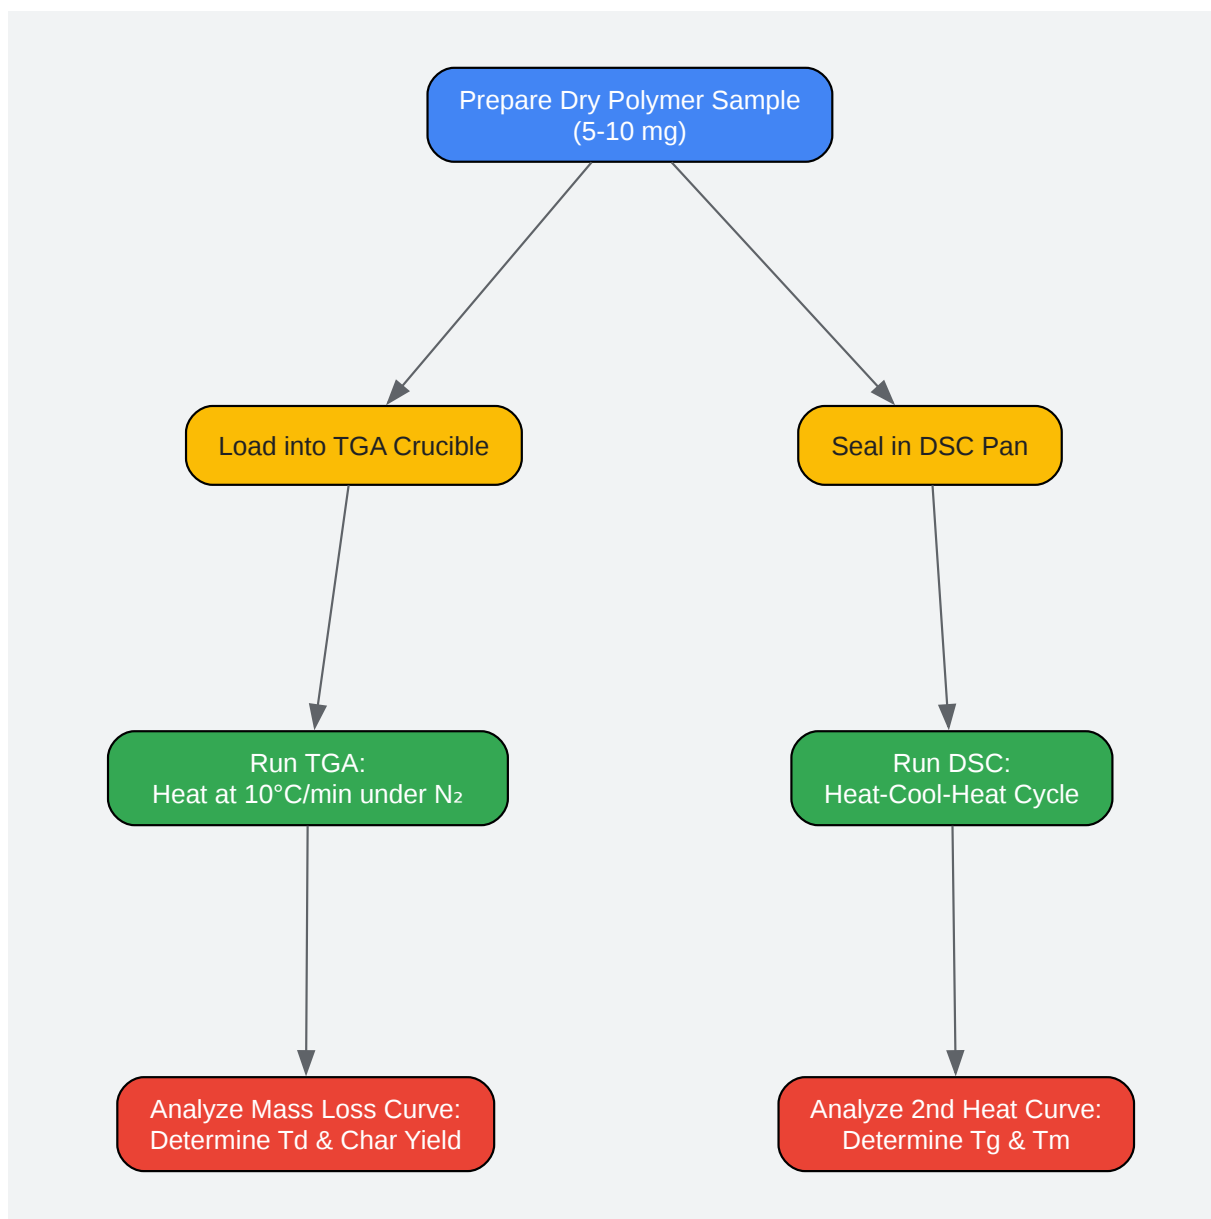 Prepare Dry Polymer Sample
(5-10 mg)
Load into TGA Crucible
Seal in DSC Pan
Run TGA:
Heat at 10°C/min under N₂
Run DSC:
Heat-Cool-Heat Cycle
Analyze Mass Loss Curve:
Determine Td & Char Yield
Analyze 2nd Heat Curve:
Determine Tg & Tm